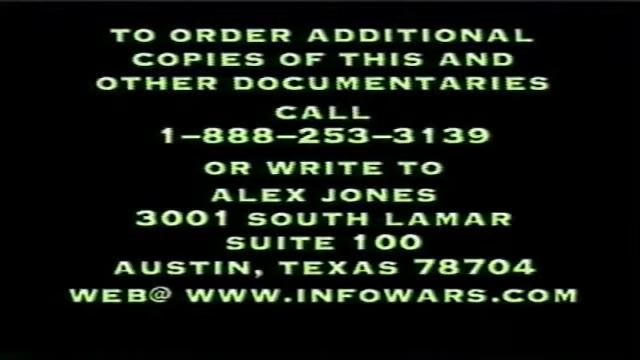 TO ORDER ADDITIONAL
COPIES OF THIS AND
OTHER DOCUMENTARIES
CALL
1-888-253-3139
OR WRITE TO
ALEX JONES
3001 SOUTH LAMAR
SUITE 100
AUSTIN, TEXAS 78704
WEB@ WWW.INFOWARS.COM